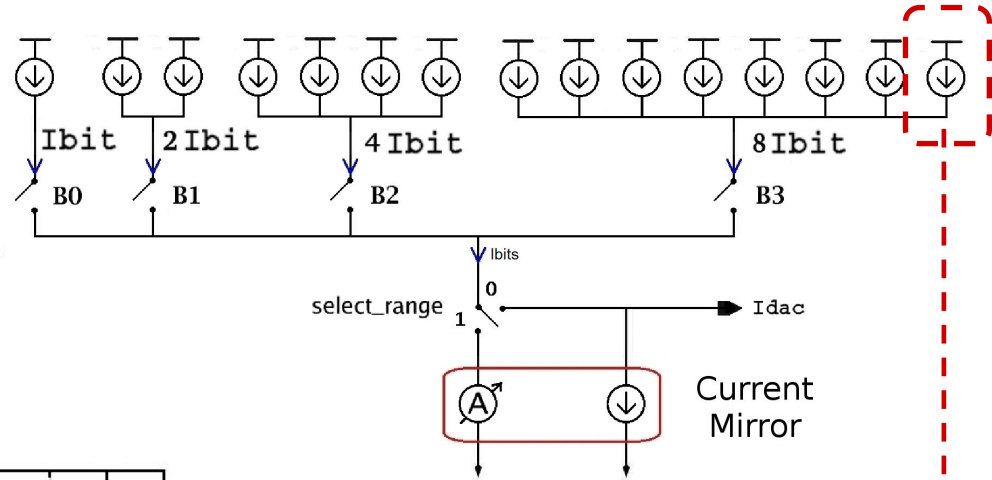 Ibit
2 Ibit
4 Ibit
8 Ibit
B0
B1
B2
B3
Ibits
0
select_range
1
Idac
A
Current
Mirror